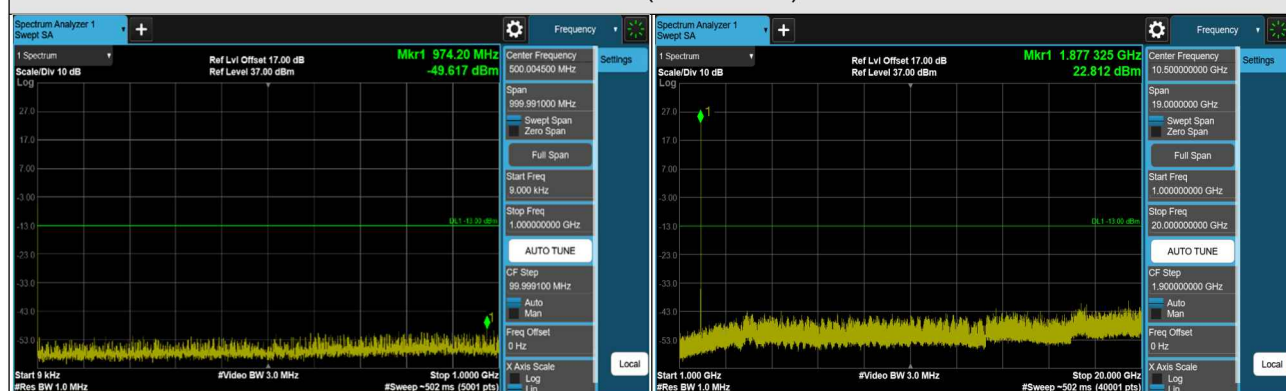 Spectrum Analyzer 1
Swept SA
+
Frequency
1 Spectrum
Scale/Div 10 dB
Log
Ref Lvl Offset 17.00 dB
Ref Level 37.00 dBm
Mkr1 974.20 MHz
-49.617 dBm
1
27.0
17.0
7.00
-3.00
-13.0
-23.0
-33.0
-43.0
-53.0
DL1 -13.00 dBm
Start 9 kHz
#Res BW 1.0 MHz
#Video BW 3.0 MHz
Stop 1.0000 GHz
#Sweep ~502 ms (5001 pts)
Center Frequency
500.004500 MHz
Settings
Span
999.991000 MHz
Swept Span
Zero Span
Full Span
Start Freq
9.000 kHz
Stop Freq
1.000000000 GHz
AUTO TUNE
CF Step
99.999100 MHz
Auto
Man
Freq Offset
0 Hz
X Axis Scale
Log
Lin
Local
Spectrum Analyzer 1
Swept SA
+
Frequency
1 Spectrum
Scale/Div 10 dB
Log
Ref Lvl Offset 17.00 dB
Ref Level 37.00 dBm
Mkr1 1.877 325 GHz
22.812 dBm
1
27.0
17.0
7.00
-3.00
-13.0
-23.0
-33.0
-43.0
-53.0
DL1 -13.00 dBm
Start 1.000 GHz
#Res BW 1.0 MHz
#Video BW 3.0 MHz
Stop 20.000 GHz
#Sweep ~502 ms (40001 pts)
Center Frequency
10.500000000 GHz
Settings
Span
19.0000000 GHz
Swept Span
Zero Span
Full Span
Start Freq
1.000000000 GHz
Stop Freq
20.000000000 GHz
AUTO TUNE
CF Step
1.900000000 GHz
Auto
Man
Freq Offset
0 Hz
X Axis Scale
Log
Lin
Local